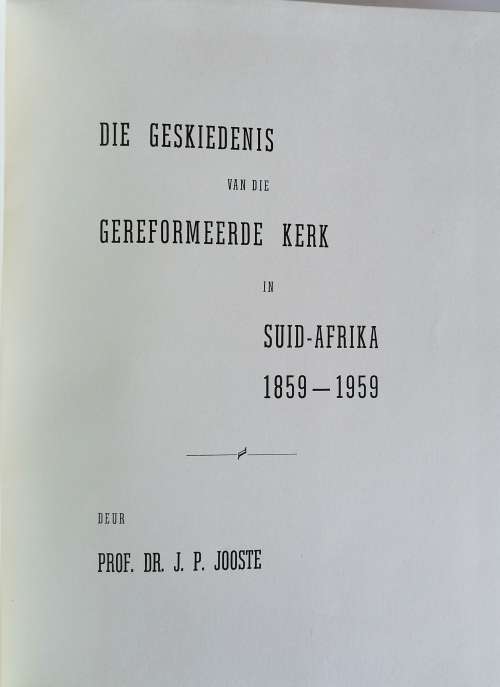 DIE GESKIEDENIS
VAN DIE
GEREFORMEERDE KERK
IN
SUID-AFRIKA
1859—1959
DEUR
PROF. DR. J. P. JOOSTE